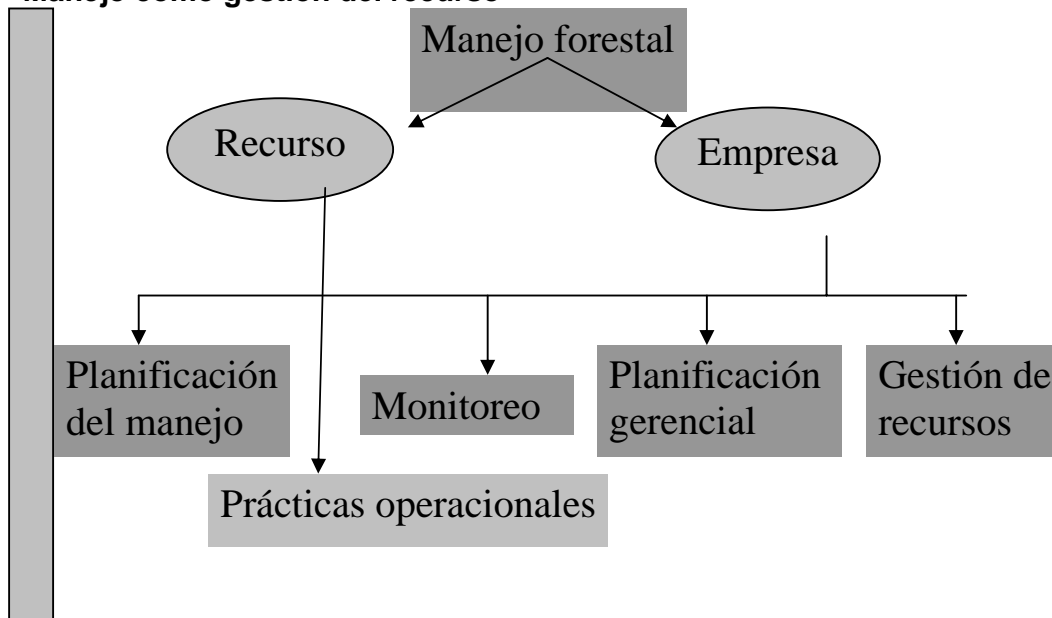 Manejo como gestión del recurso
Manejo forestal
Recurso
Empresa
Planificación
del manejo
Monitoreo
Planificación
gerencial
Gestión de
recursos
Prácticas operacionales